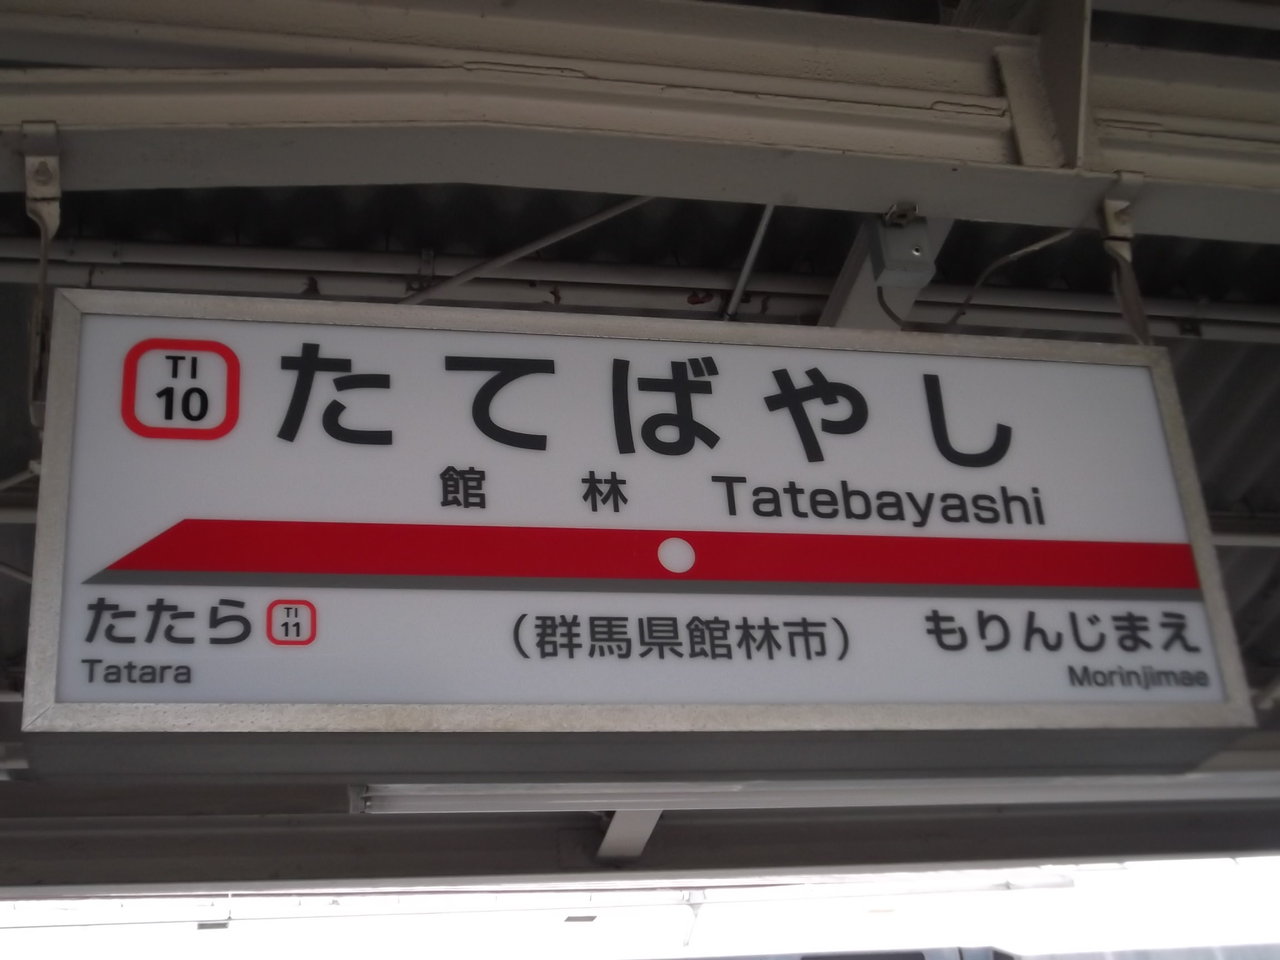 TI
10
たてばやし
館林 Tatebayashi
たたら TI 11
Tatara
(群馬県館林市)
もりんじまえ
Morinjimae